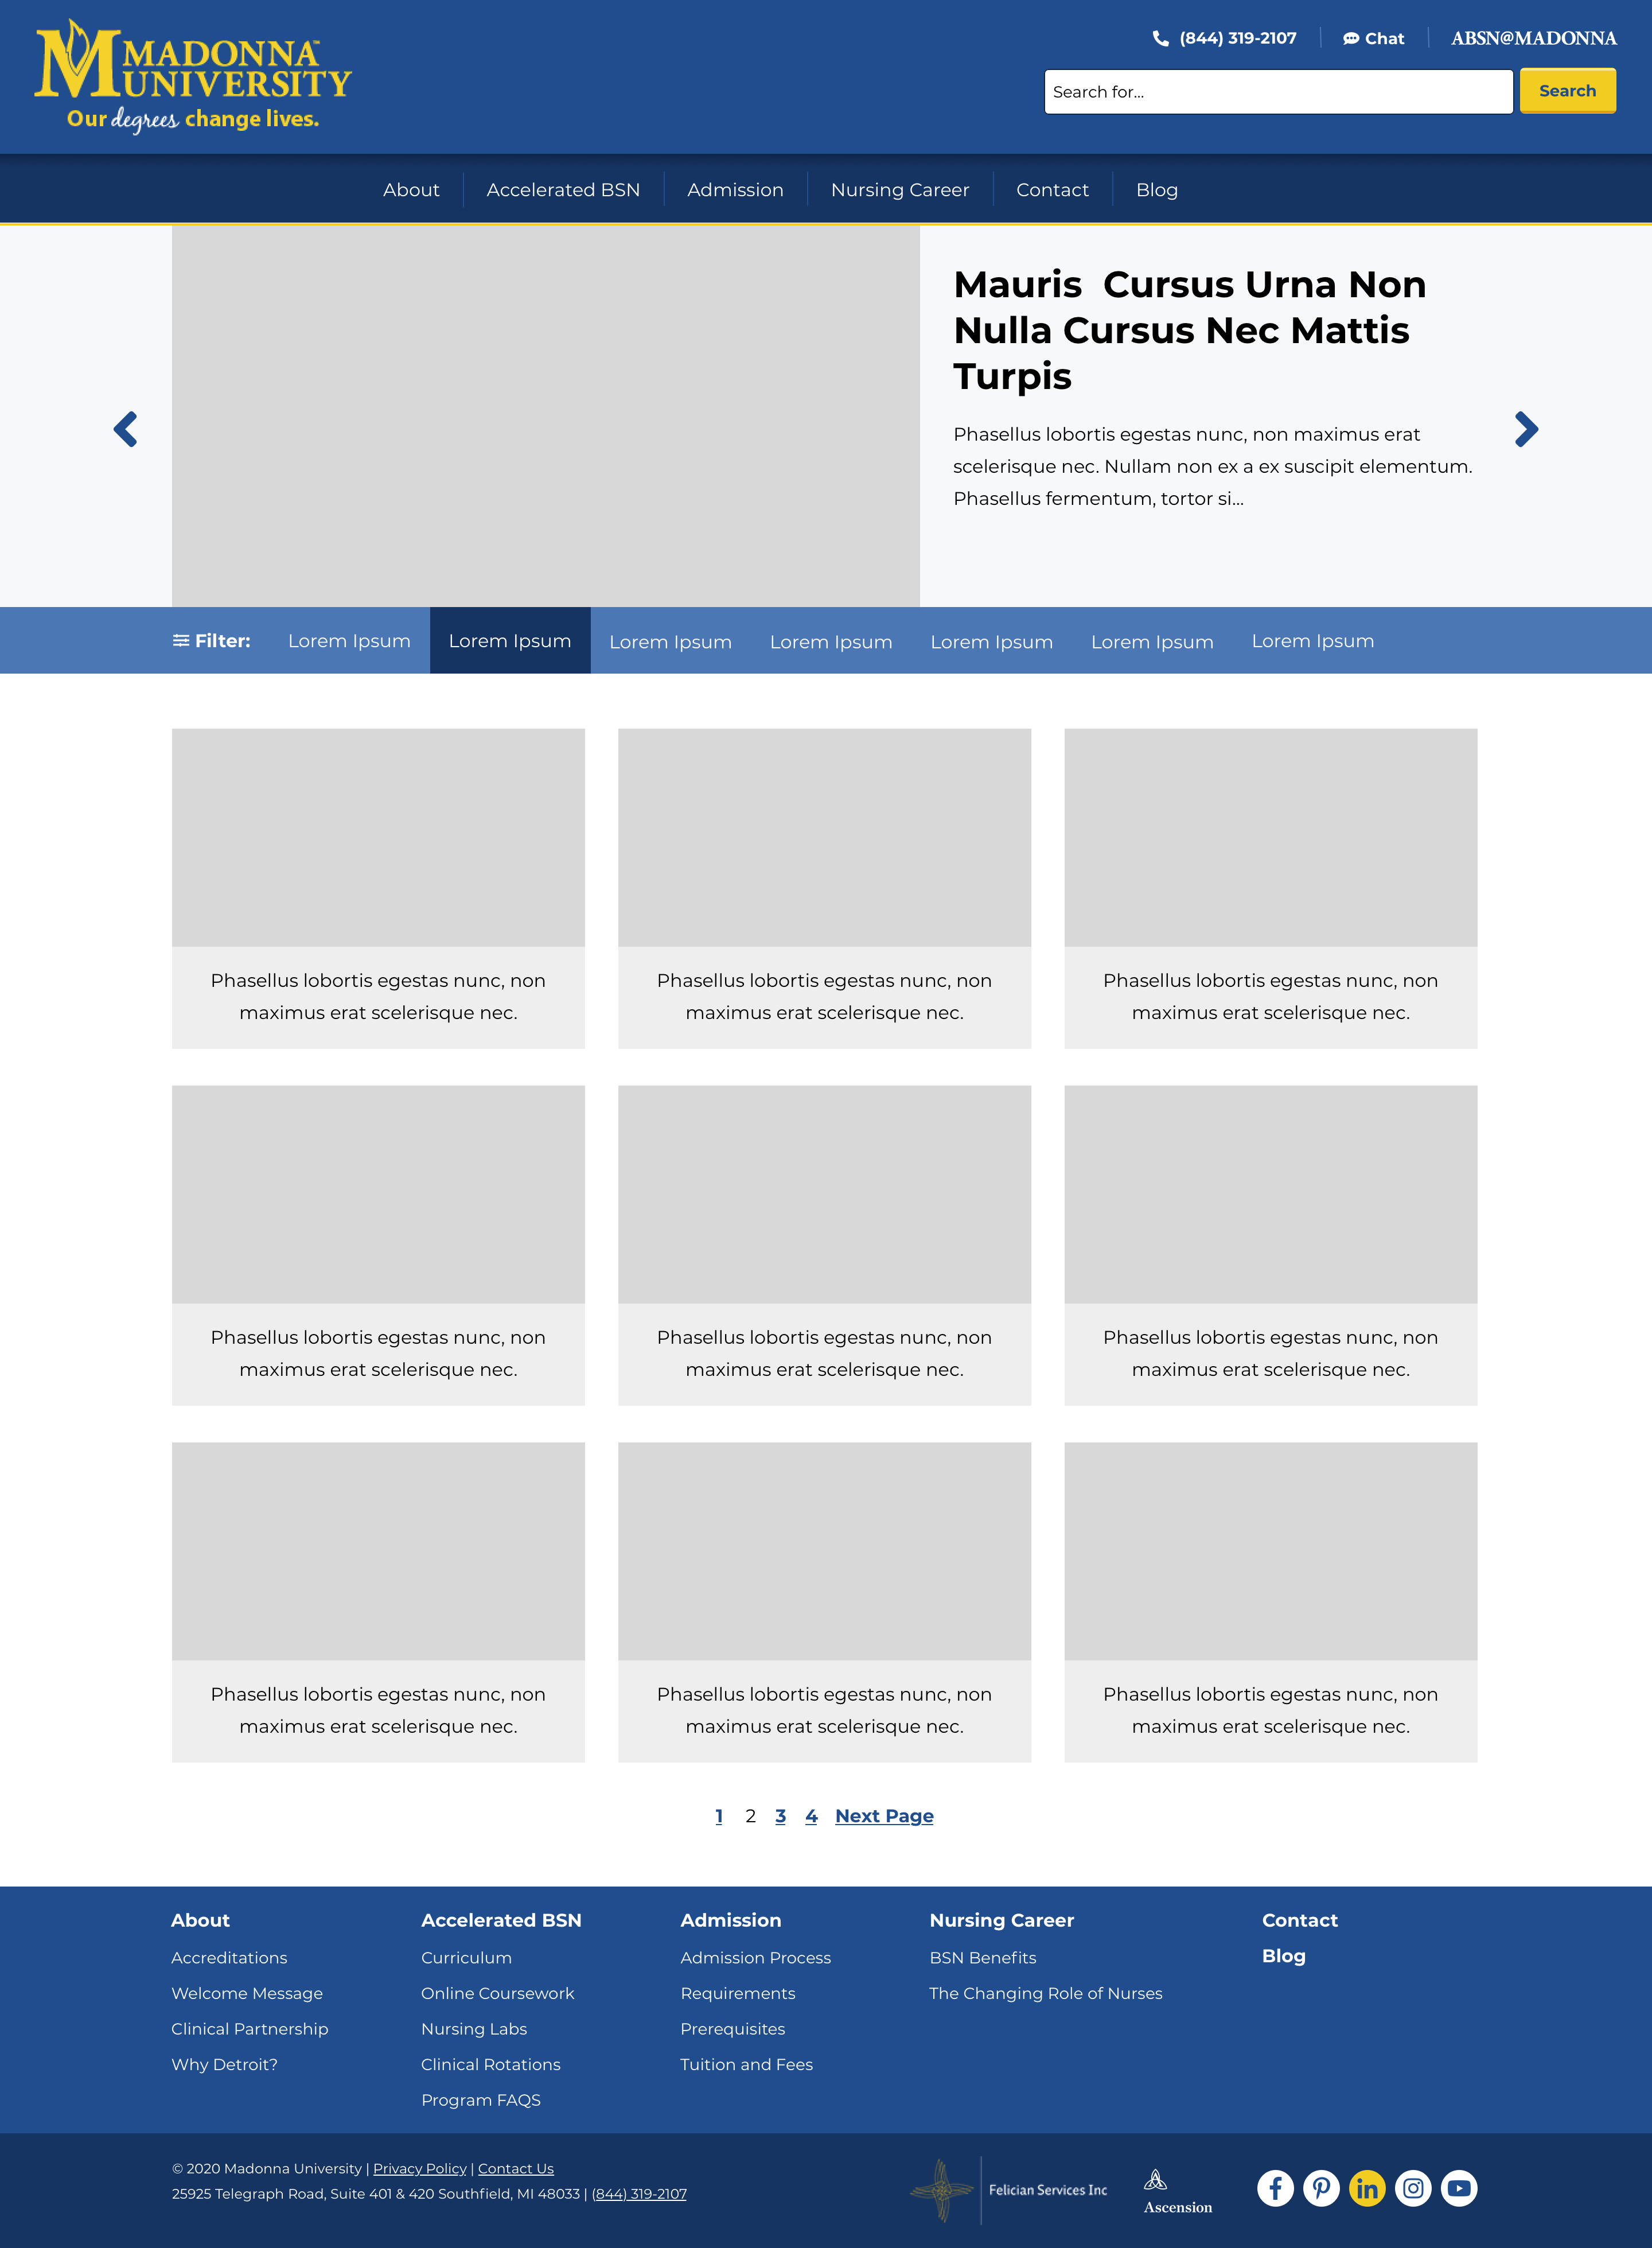 MADONNA™
UNIVERSITY
Our degrees change lives.
(844) 319-2107
Chat
ABSN@MADONNA
Search for...
Search
About
Accelerated BSN
Admission
Nursing Career
Contact
Blog
Mauris  Cursus Urna Non
Nulla Cursus Nec Mattis
Turpis
Phasellus lobortis egestas nunc, non maximus erat
scelerisque nec. Nullam non ex a ex suscipit elementum.
Phasellus fermentum, tortor si...
Filter:
Lorem Ipsum
Lorem Ipsum
Lorem Ipsum
Lorem Ipsum
Lorem Ipsum
Lorem Ipsum
Lorem Ipsum
Phasellus lobortis egestas nunc, non
maximus erat scelerisque nec.
Phasellus lobortis egestas nunc, non
maximus erat scelerisque nec.
Phasellus lobortis egestas nunc, non
maximus erat scelerisque nec.
Phasellus lobortis egestas nunc, non
maximus erat scelerisque nec.
Phasellus lobortis egestas nunc, non
maximus erat scelerisque nec.
Phasellus lobortis egestas nunc, non
maximus erat scelerisque nec.
Phasellus lobortis egestas nunc, non
maximus erat scelerisque nec.
Phasellus lobortis egestas nunc, non
maximus erat scelerisque nec.
Phasellus lobortis egestas nunc, non
maximus erat scelerisque nec.
1 2 3 4 Next Page
About
Accreditations
Welcome Message
Clinical Partnership
Why Detroit?
Accelerated BSN
Curriculum
Online Coursework
Nursing Labs
Clinical Rotations
Program FAQS
Admission
Admission Process
Requirements
Prerequisites
Tuition and Fees
Nursing Career
BSN Benefits
The Changing Role of Nurses
Contact
Blog
© 2020 Madonna University | Privacy Policy | Contact Us
25925 Telegraph Road, Suite 401 & 420 Southfield, MI 48033 | (844) 319-2107
Felician Services Inc
Ascension